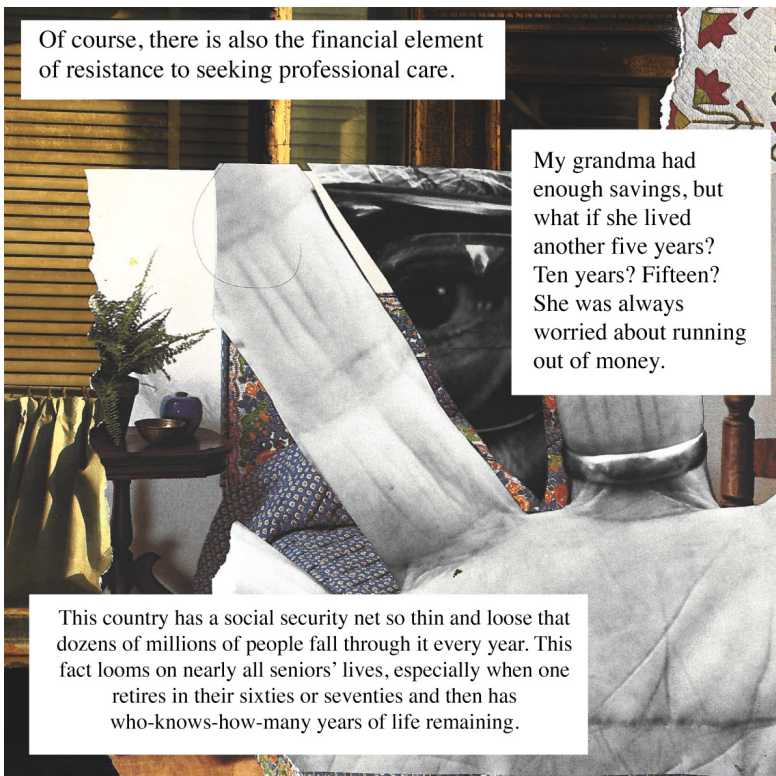 Of course, there is also the financial element
of resistance to seeking professional care.
My grandma had
enough savings, but
what if she lived
another five years?
Ten years? Fifteen?
She was always
worried about running
out of money.
This country has a social security net so thin and loose that
dozens of millions of people fall through it every year. This
fact looms on nearly all seniors’ lives, especially when one
retires in their sixties or seventies and then has
who-knows-how-many years of life remaining.